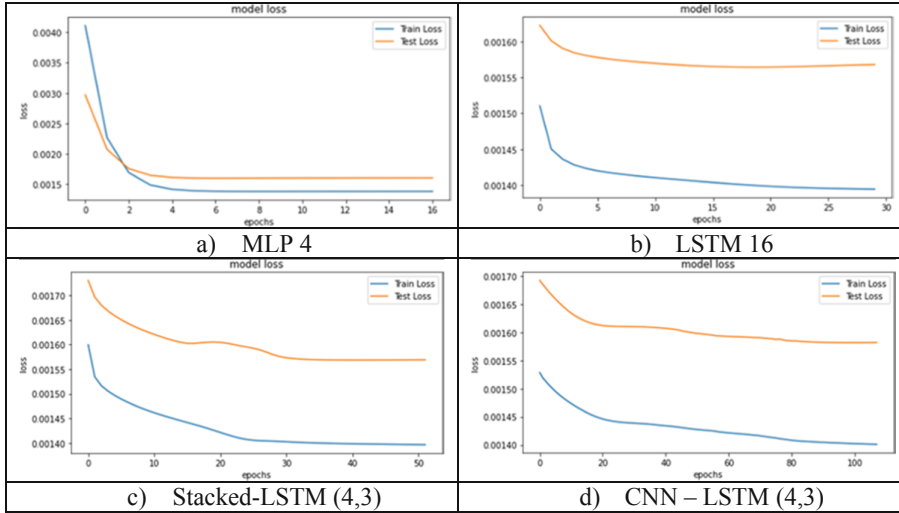 model loss
Train Loss
Test Loss
0.0040
0.0035
0.0030
0.0025
0.0020
0.0015
loss
0 2 4 6 8 10 12 14 16
epochs
a) MLP 4
model loss
Train Loss
Test Loss
0.00160
0.00155
0.00150
0.00145
0.00140
loss
0 5 10 15 20 25 30
epochs
b) LSTM 16
model loss
Train Loss
Test Loss
0.00170
0.00165
0.00160
0.00155
0.00150
0.00145
0.00140
loss
0 10 20 30 40 50
epochs
c) Stacked-LSTM (4,3)
model loss
Train Loss
Test Loss
0.00170
0.00165
0.00160
0.00155
0.00150
0.00145
0.00140
loss
0 20 40 60 80 100
epochs
d) CNN – LSTM (4,3)